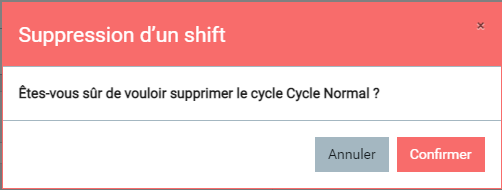 Suppression d’un shift
×
Êtes-vous sûr de vouloir supprimer le cycle Cycle Normal ?
Annuler
Confirmer